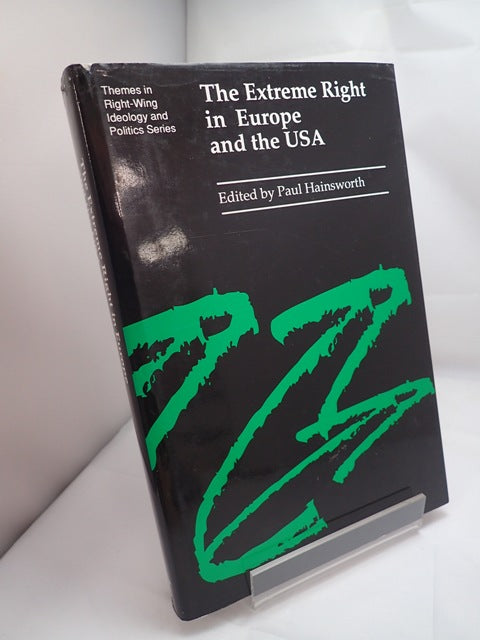 Themes in
Right-Wing
Ideology and
Politics Series
The Extreme Right
in Europe
and the USA
Edited by Paul Hainsworth